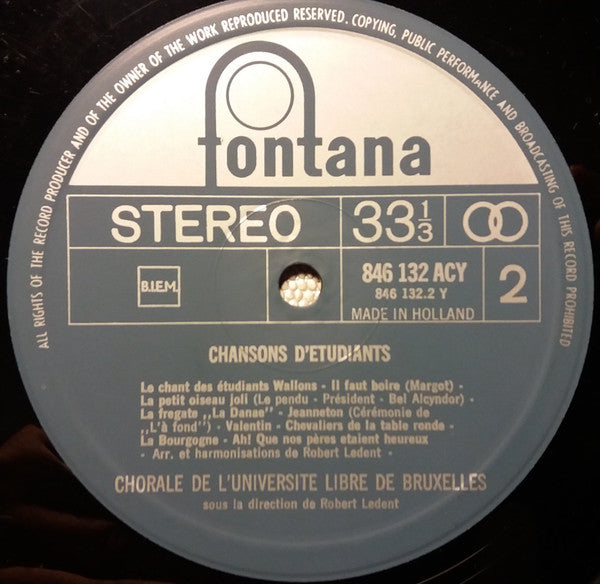 ALL RIGHTS OF THE RECORD PRODUCER AND OF THE OWNER OF THE WORK REPRODUCED RESERVED. COPYING, PUBLIC PERFORMANCE AND BROADCASTING OF THIS RECORD PROHIBITED
fontana
STEREO 33⅓
B.I.E.M. 846 132 ACY 2
846 132.2 Y
MADE IN HOLLAND
CHANSONS D'ETUDIANTS
Le chant des étudiants Wallons - Il faut boire (Margot) -
La petit oiseau joli (Le pendu - Président - Bel Alcyndor)
La fregate ,,La Danae" - Jeanneton (Cérémonie de
,,L'à fond") - Valentin - Chevaliers de la table ronde -
La Bourgogne - Ah! Que nos pères etaient heureux
- Arr. et harmonisations de Robert Ledent -
CHORALE DE L'UNIVERSITE LIBRE DE BRUXELLES
sous la direction de Robert Ledent